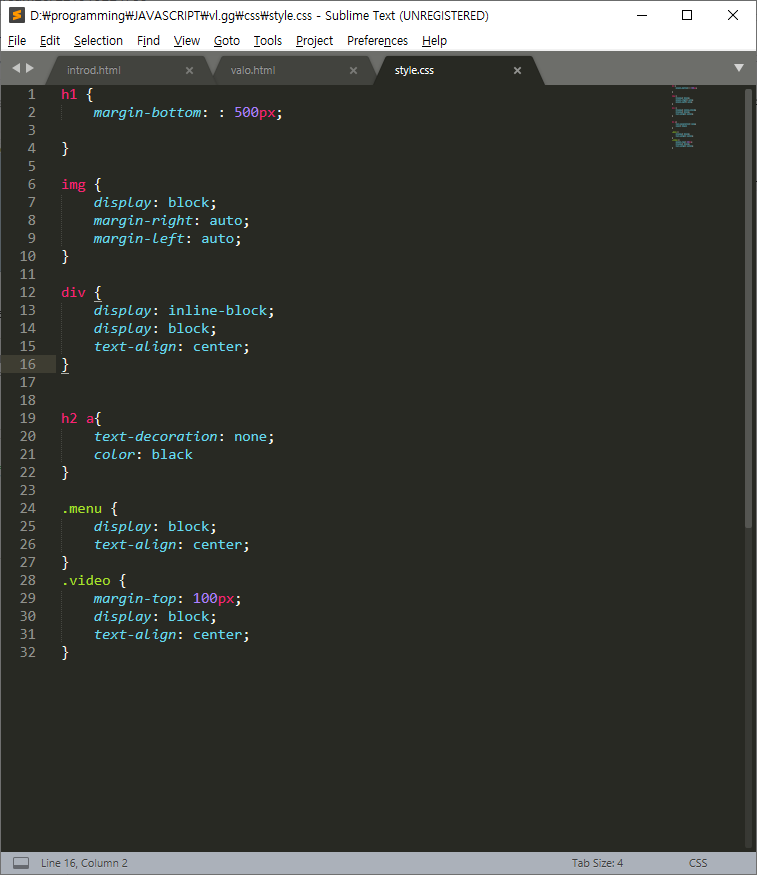 D:₩programming₩JAVASCRIPT₩vl.gg₩css₩style.css - Sublime Text (UNREGISTERED)
File Edit Selection Find View Goto Tools Project Preferences Help
introd.html × valo.html × style.css ×
1 h1 {
2     margin-bottom: : 500px;
3
4 }
5
6 img {
7     display: block;
8     margin-right: auto;
9     margin-left: auto;
10 }
11
12 div {
13     display: inline-block;
14     display: block;
15     text-align: center;
16 }
17
18
19 h2 a{
20     text-decoration: none;
21     color: black
22 }
23
24 .menu {
25     display: block;
26     text-align: center;
27 }
28 .video {
29     margin-top: 100px;
30     display: block;
31     text-align: center;
32 }
Line 16, Column 2 Tab Size: 4 CSS